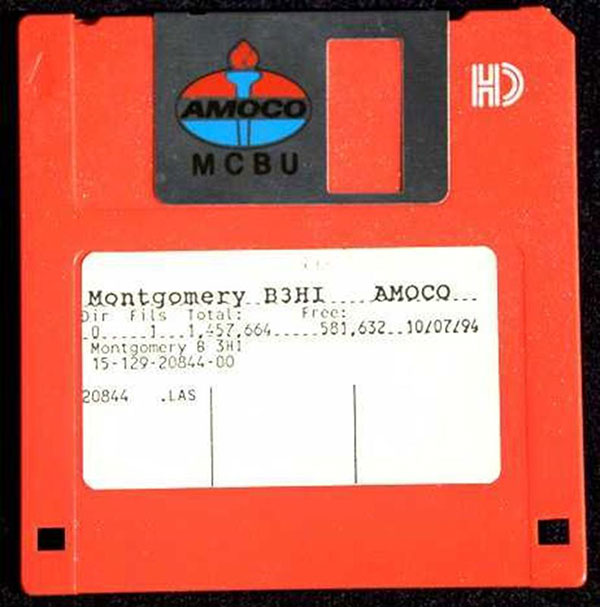 AMOCO
MCBU
HD
Montgomery B3HI AMOCO
Dir Fils Total: Free:
0 1 1,457,664 581,632 10/07/94
Montgomery B 3HI
15-129-20844-00
20844 .LAS